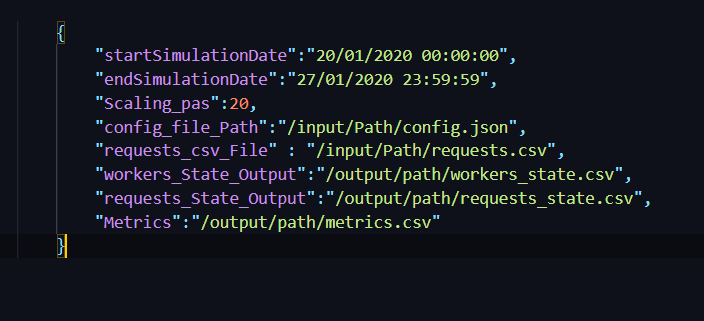 {
"startSimulationDate":"20/01/2020 00:00:00",
"endSimulationDate":"27/01/2020 23:59:59",
"Scaling_pas":20,
"config_file_Path":"/input/Path/config.json",
"requests_csv_File" : "/input/Path/requests.csv",
"workers_State_Output":"/output/path/workers_state.csv",
"requests_State_Output":"/output/path/requests_state.csv",
"Metrics":"/output/path/metrics.csv"
}